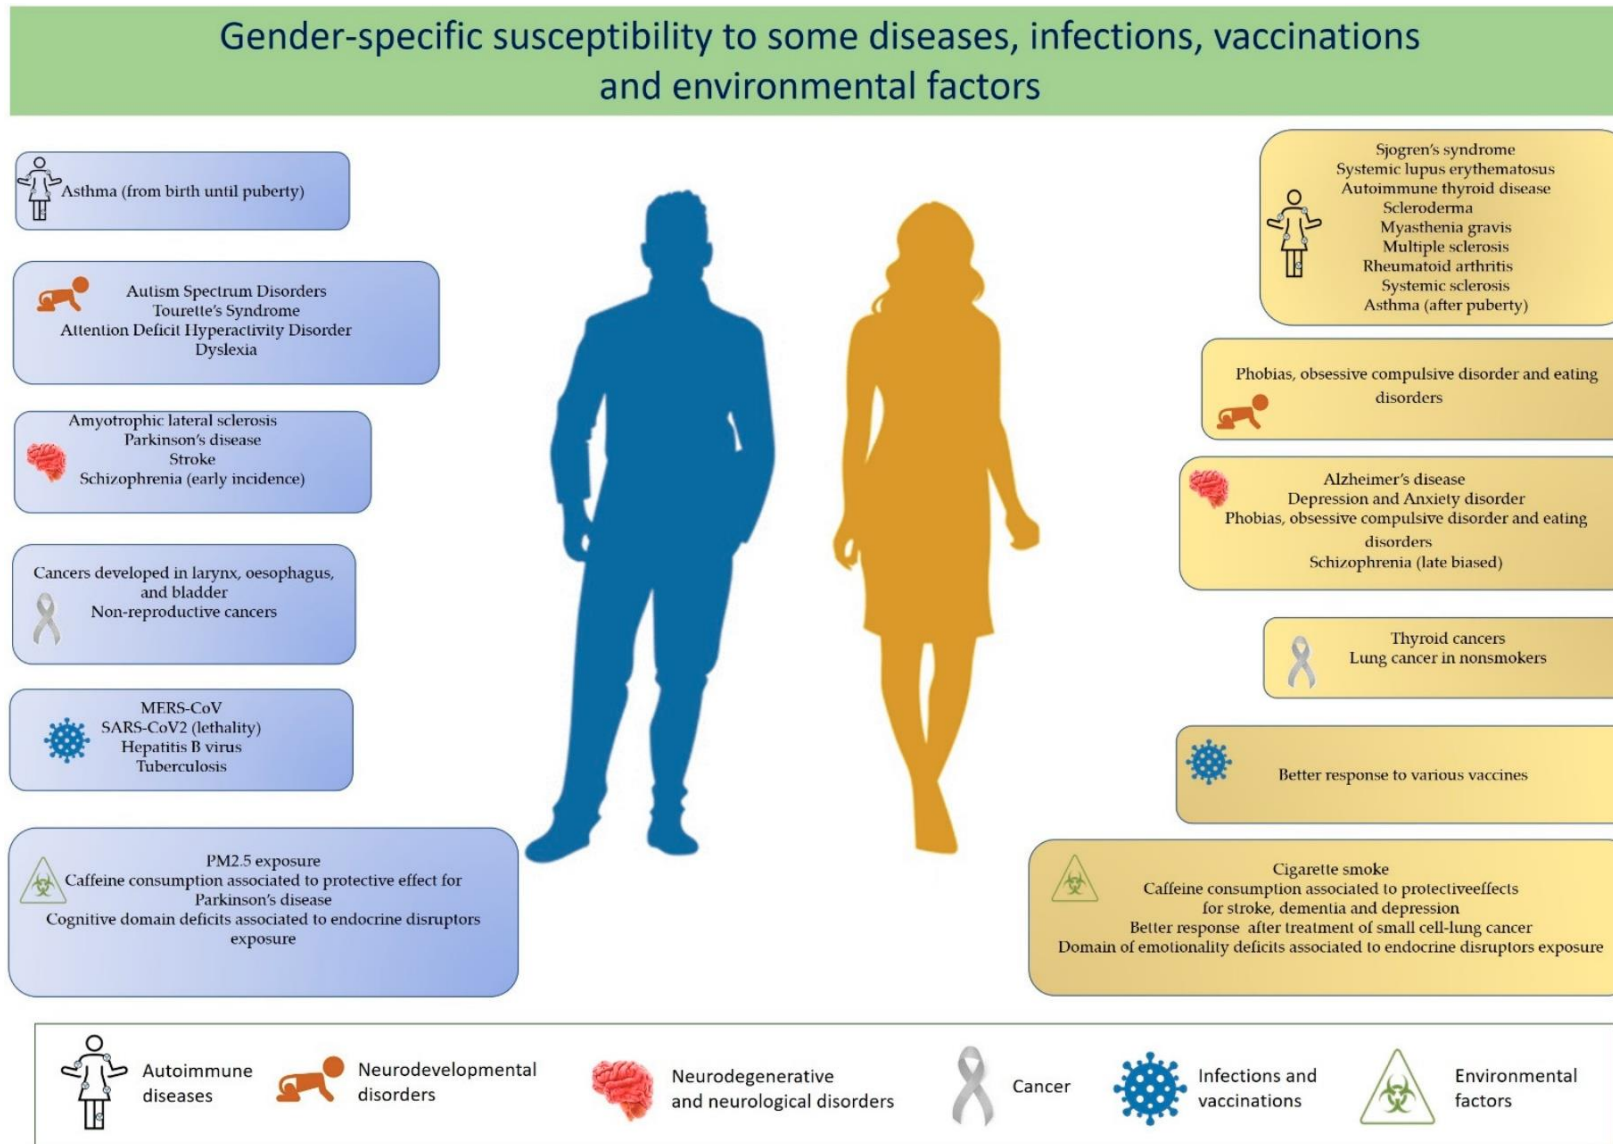 Gender-specific susceptibility to some diseases, infections, vaccinations
and environmental factors
Asthma (from birth until puberty)
Autism Spectrum Disorders
Tourette's Syndrome
Attention Deficit Hyperactivity Disorder
Dyslexia
Amyotrophic lateral sclerosis
Parkinson's disease
Stroke
Schizophrenia (early incidence)
Cancers developed in larynx, oesophagus,
and bladder
Non-reproductive cancers
MERS-CoV
SARS-CoV2 (lethality)
Hepatitis B virus
Tuberculosis
PM2.5 exposure
Caffeine consumption associated to protective effect for
Parkinson's disease
Cognitive domain deficits associated to endocrine disruptors
exposure
Sjogren's syndrome
Systemic lupus erythematosus
Autoimmune thyroid disease
Scleroderma
Myasthenia gravis
Multiple sclerosis
Rheumatoid arthritis
Systemic sclerosis
Asthma (after puberty)
Phobias, obsessive compulsive disorder and eating
disorders
Alzheimer's disease
Depression and Anxiety disorder
Phobias, obsessive compulsive disorder and eating
disorders
Schizophrenia (late biased)
Thyroid cancers
Lung cancer in nonsmokers
Better response to various vaccines
Cigarette smoke
Caffeine consumption associated to protectiveeffects
for stroke, dementia and depression
Better response after treatment of small cell-lung cancer
Domain of emotionality deficits associated to endocrine disruptors exposure
Autoimmune
diseases
Neurodevelopmental
disorders
Neurodegenerative
and neurological disorders
Cancer
Infections and
vaccinations
Environmental
factors